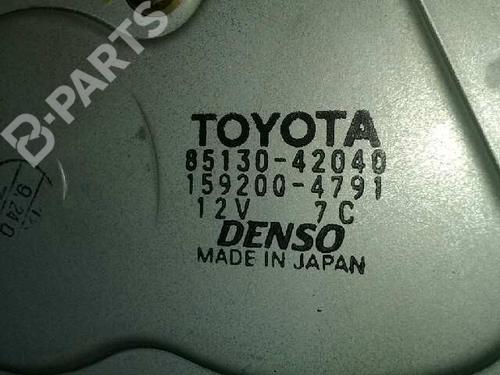 B-PARTS
TOYOTA
85130-42040
159200-4791
12V 7C
DENSO
MADE IN JAPAN